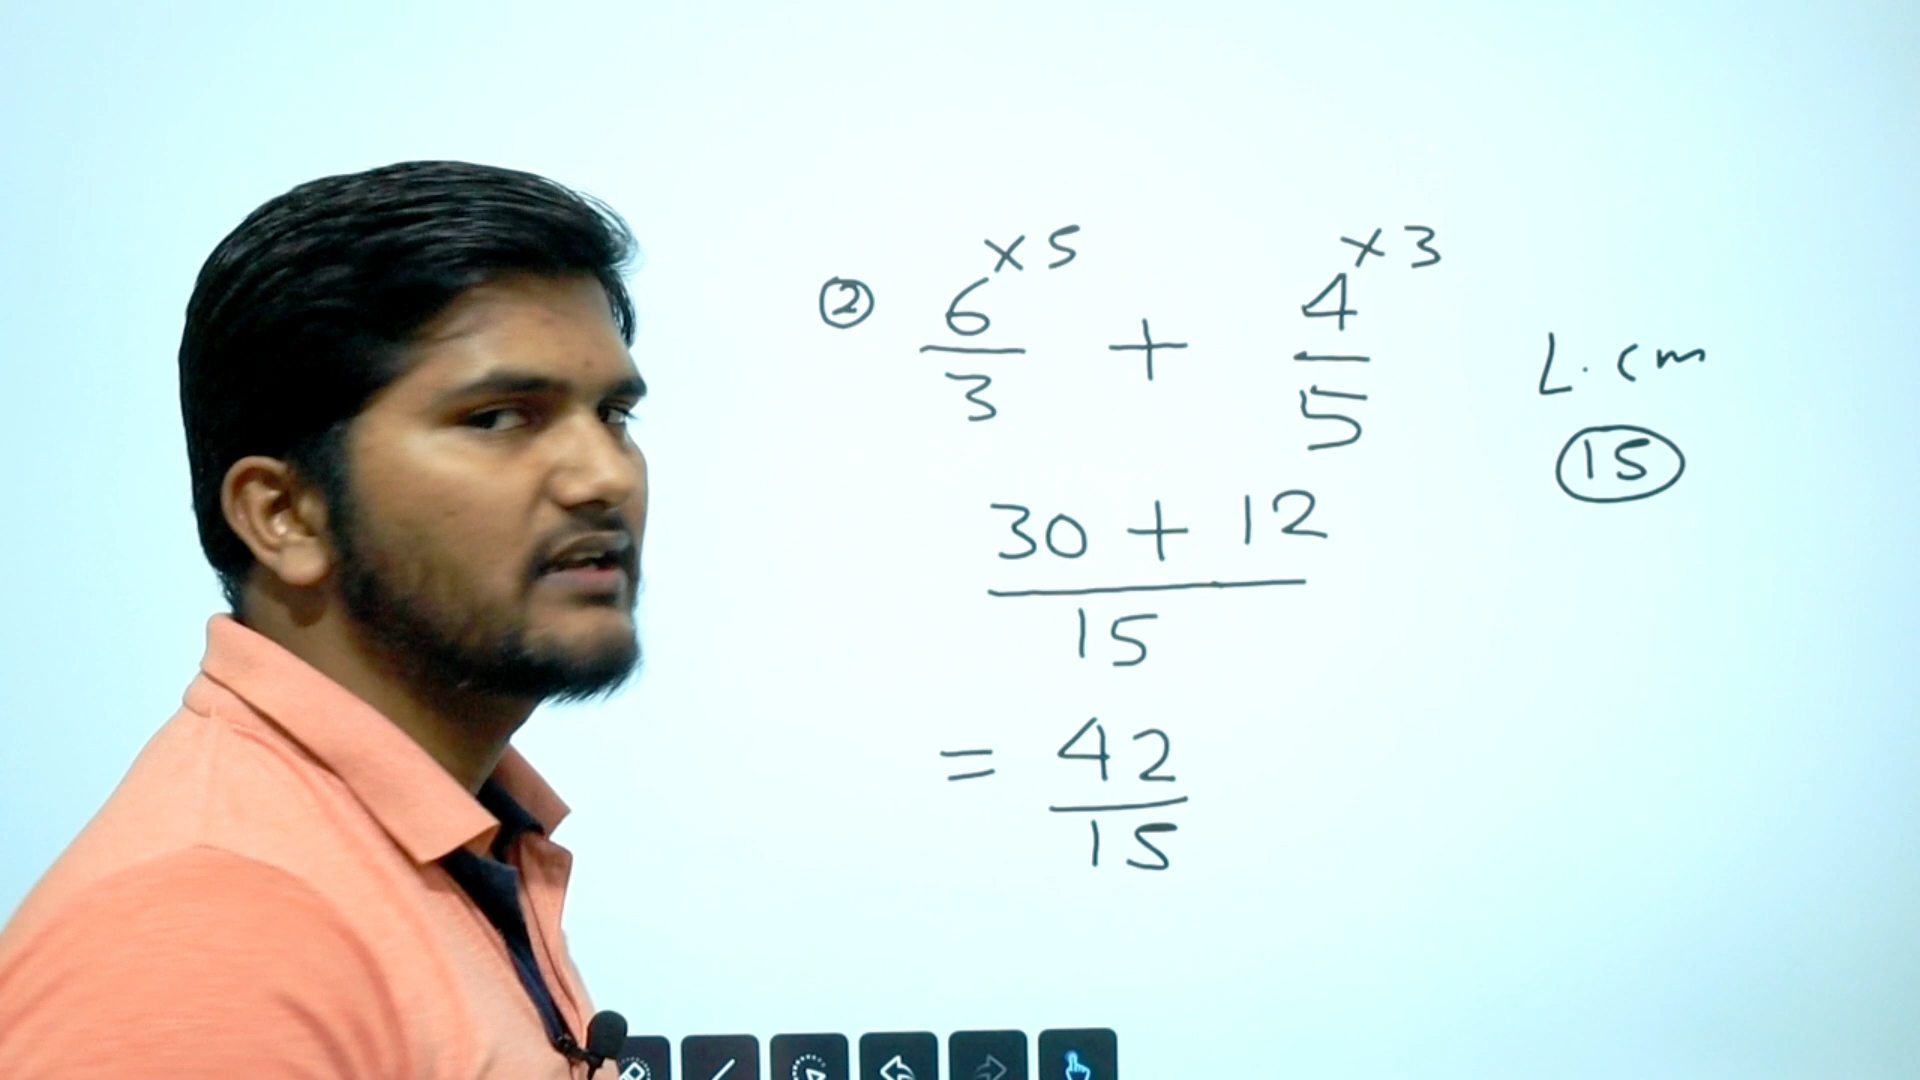 × 5 × 3
② 6/3 + 4/5
L.cm
15
30 + 12
15
= 42/15